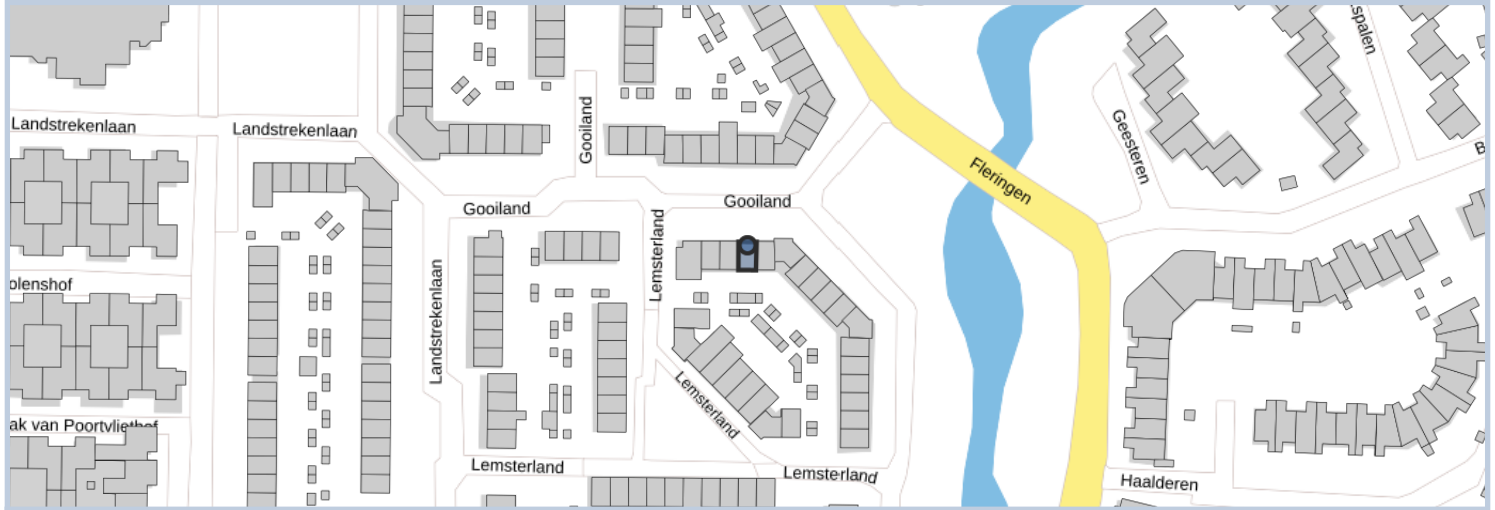 spalen
Landstrekenlaan
Landstrekenlaan
Gooiland
Geesteren
B
Fleringen
Gooiland
Gooiland
Lemsterland
Landstrekenlaan
olenshof
Lemsterland
ak van Poortvliethof
Lemsterland
Lemsterland
Haalderen